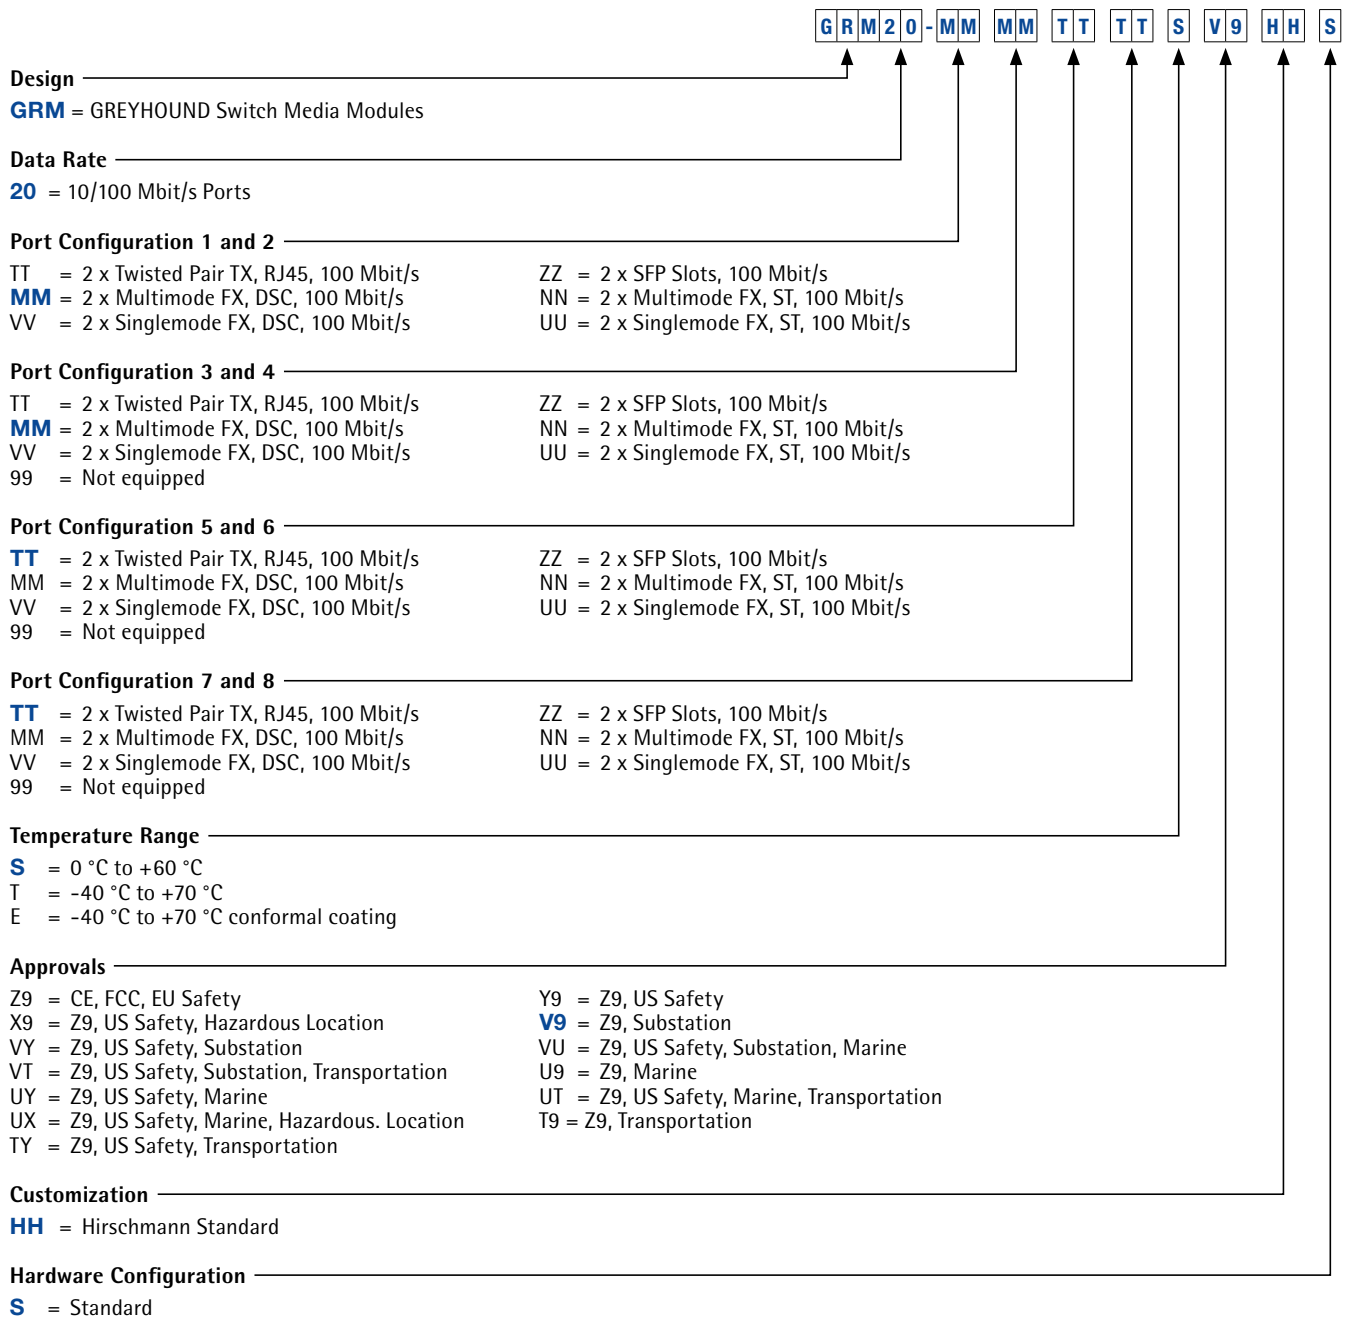 GRM20-MM MM TT TT S V9 HH S
Design
GRM = GREYHOUND Switch Media Modules
Data Rate
20 = 10/100 Mbit/s Ports
Port Configuration 1 and 2
TT = 2 x Twisted Pair TX, RJ45, 100 Mbit/s ZZ = 2 x SFP Slots, 100 Mbit/s
MM = 2 x Multimode FX, DSC, 100 Mbit/s NN = 2 x Multimode FX, ST, 100 Mbit/s
VV = 2 x Singlemode FX, DSC, 100 Mbit/s UU = 2 x Singlemode FX, ST, 100 Mbit/s
Port Configuration 3 and 4
TT = 2 x Twisted Pair TX, RJ45, 100 Mbit/s ZZ = 2 x SFP Slots, 100 Mbit/s
MM = 2 x Multimode FX, DSC, 100 Mbit/s NN = 2 x Multimode FX, ST, 100 Mbit/s
VV = 2 x Singlemode FX, DSC, 100 Mbit/s UU = 2 x Singlemode FX, ST, 100 Mbit/s
99 = Not equipped
Port Configuration 5 and 6
TT = 2 x Twisted Pair TX, RJ45, 100 Mbit/s ZZ = 2 x SFP Slots, 100 Mbit/s
MM = 2 x Multimode FX, DSC, 100 Mbit/s NN = 2 x Multimode FX, ST, 100 Mbit/s
VV = 2 x Singlemode FX, DSC, 100 Mbit/s UU = 2 x Singlemode FX, ST, 100 Mbit/s
99 = Not equipped
Port Configuration 7 and 8
TT = 2 x Twisted Pair TX, RJ45, 100 Mbit/s ZZ = 2 x SFP Slots, 100 Mbit/s
MM = 2 x Multimode FX, DSC, 100 Mbit/s NN = 2 x Multimode FX, ST, 100 Mbit/s
VV = 2 x Singlemode FX, DSC, 100 Mbit/s UU = 2 x Singlemode FX, ST, 100 Mbit/s
99 = Not equipped
Temperature Range
S = 0 °C to +60 °C
T = -40 °C to +70 °C
E = -40 °C to +70 °C conformal coating
Approvals
Z9 = CE, FCC, EU Safety Y9 = Z9, US Safety
X9 = Z9, US Safety, Hazardous Location V9 = Z9, Substation
VY = Z9, US Safety, Substation VU = Z9, US Safety, Substation, Marine
VT = Z9, US Safety, Substation, Transportation U9 = Z9, Marine
UY = Z9, US Safety, Marine UT = Z9, US Safety, Marine, Transportation
UX = Z9, US Safety, Marine, Hazardous. Location T9 = Z9, Transportation
TY = Z9, US Safety, Transportation
Customization
HH = Hirschmann Standard
Hardware Configuration
S = Standard